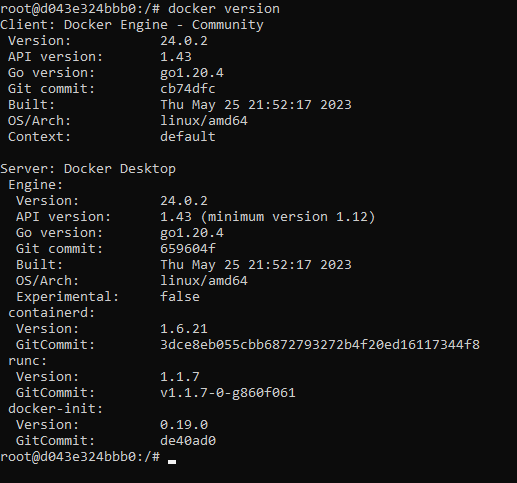 root@d043e324bbb0:/# docker version
Client: Docker Engine - Community
 Version:           24.0.2
 API version:       1.43
 Go version:        go1.20.4
 Git commit:        cb74dfc
 Built:             Thu May 25 21:52:17 2023
 OS/Arch:           linux/amd64
 Context:           default

Server: Docker Desktop
 Engine:
  Version:          24.0.2
  API version:      1.43 (minimum version 1.12)
  Go version:       go1.20.4
  Git commit:       659604f
  Built:            Thu May 25 21:52:17 2023
  OS/Arch:          linux/amd64
  Experimental:     false
 containerd:
  Version:          1.6.21
  GitCommit:        3dce8eb055cbb6872793272b4f20ed16117344f8
 runc:
  Version:          1.1.7
  GitCommit:        v1.1.7-0-g860f061
 docker-init:
  Version:          0.19.0
  GitCommit:        de40ad0
root@d043e324bbb0:/#